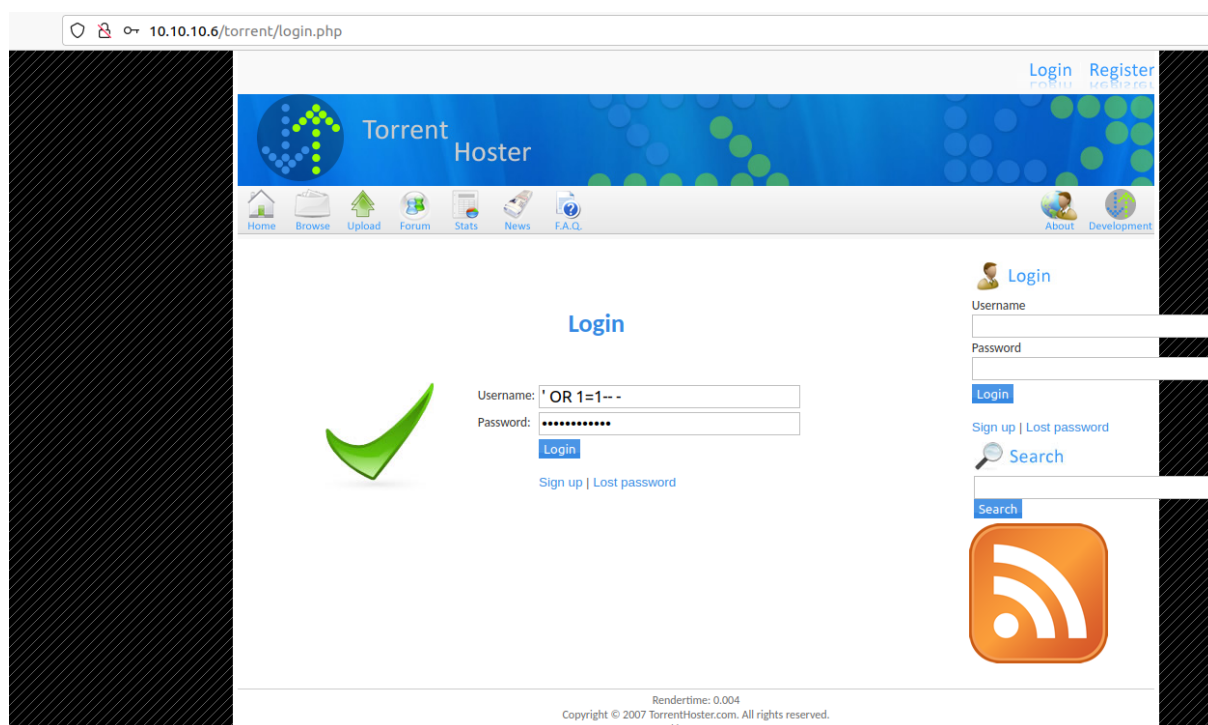 10.10.10.6/torrent/login.php
Login Register
Torrent
Hoster
Home Browse Upload Forum Stats News F.A.Q. About Development
Login
Username: ' OR 1=1-- -
Password: ••••••••••••
Login
Sign up | Lost password
Login
Username
Password
Login
Sign up | Lost password
Search
Search
Rendertime: 0.004
Copyright © 2007 TorrentHoster.com. All rights reserved.